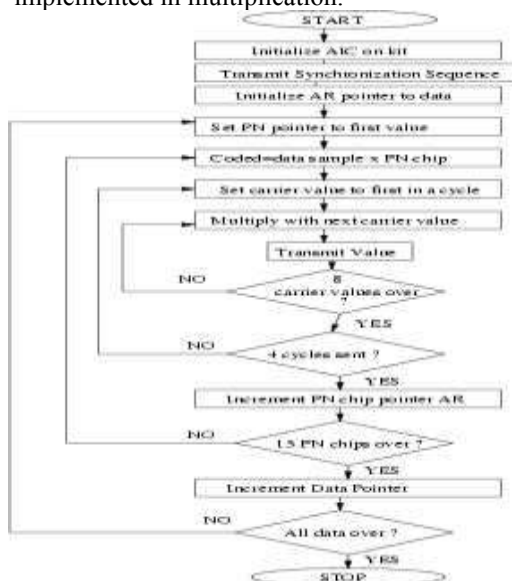 implemented in multiplication.
START
Initialize AIC on kit
Transmit Synchronization Sequence
Initialize AR pointer to data
Set PN pointer to first value
Coded=data sample x PN chip
Set carrier value to first in a cycle
Multiply with next carrier value
Transmit Value
NO
8
carrier values over
?
YES
NO
4 cycles sent ?
YES
Increment PN chip pointer AR
NO
15 PN chips over ?
YES
Increment Data Pointer
NO
All data over ?
YES
STOP